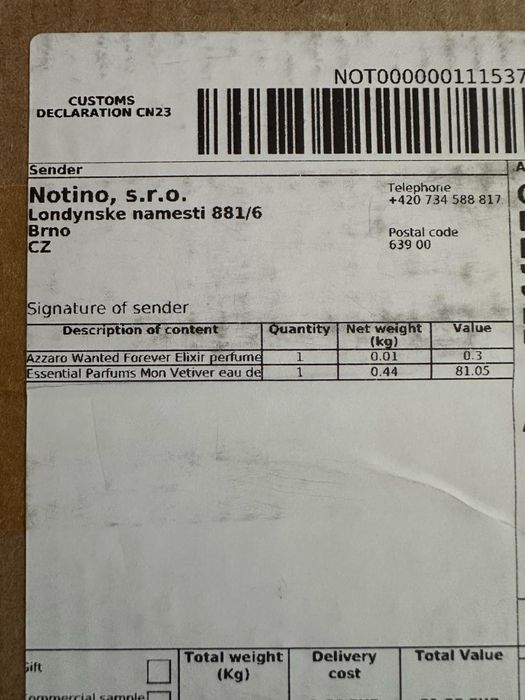 NOT000000111537
CUSTOMS
DECLARATION CN23
Sender
Notino, s.r.o.
Londynske namesti 881/6
Brno
CZ
Telephone
+420 734 588 817
Postal code
639 00
Signature of sender
Description of content Quantity Net weight (kg) Value
Azzaro Wanted Forever Elixir perfume 1 0.01 0.3
Essential Parfums Mon Vetiver eau de 1 0.44 81.05
Gift
Total weight (Kg)
Delivery cost
Total Value
ommercial sample